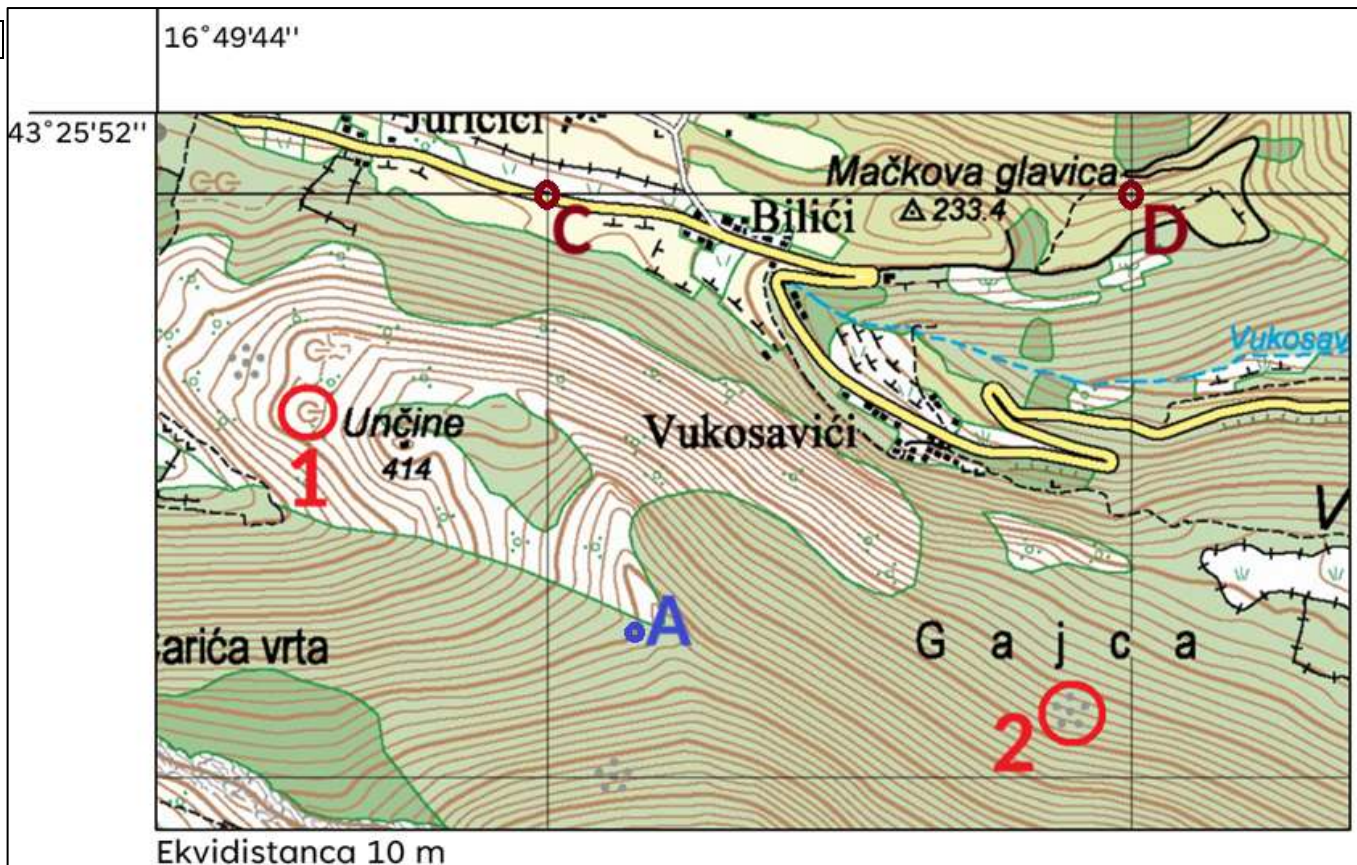 16°49'44''
43°25'52''
Juričići
Mačkova glavica
233.4
Bilići
C
D
Vukosav
Unčine
414
1
Vukosavići
V
A
G a j c a
arića vrta
2
Ekvidistanca 10 m